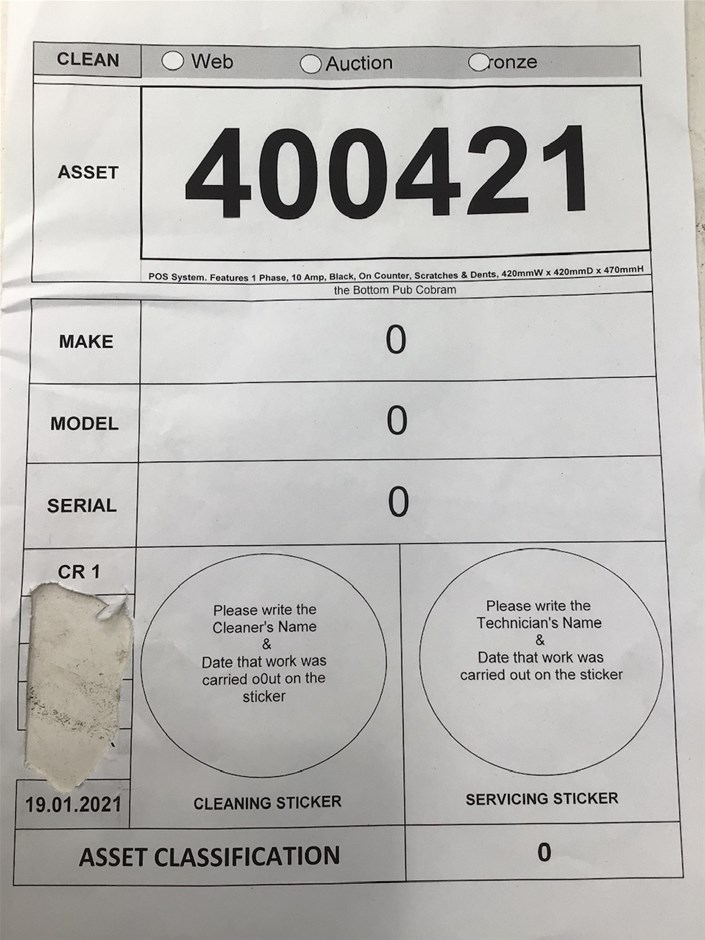 CLEAN Web Auction ronze
ASSET 400421
POS System. Features 1 Phase, 10 Amp, Black, On Counter, Scratches & Dents, 420mmW x 420mmD x 470mmH
the Bottom Pub Cobram
MAKE 0
MODEL 0
SERIAL 0
CR 1
Please write the
Cleaner's Name
&
Date that work was
carried o0ut on the
sticker
Please write the
Technician's Name
&
Date that work was
carried out on the sticker
19.01.2021
CLEANING STICKER
SERVICING STICKER
ASSET CLASSIFICATION 0